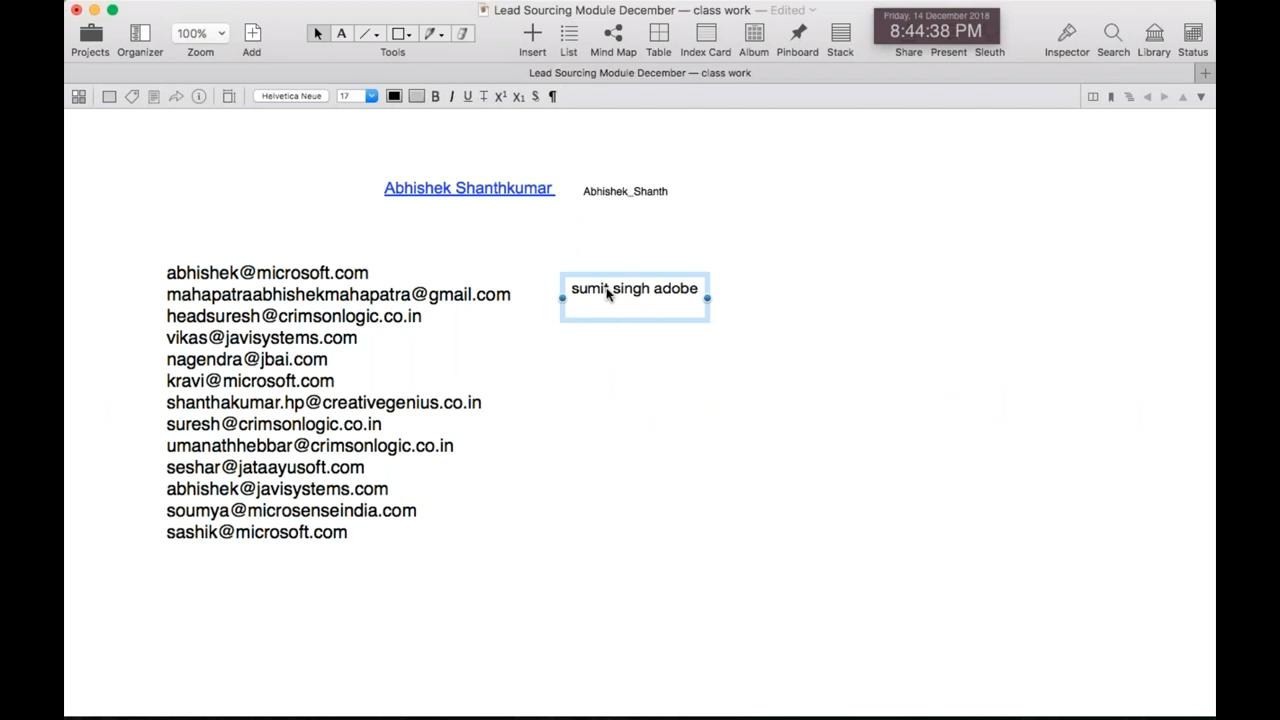 Lead Sourcing Module December — class work — Edited
Friday, 14 December 2018
8:44:38 PM
100%
Projects Organizer Zoom Add Tools Insert List Mind Map Table Index Card Album Pinboard Stack Share Present Sleuth Inspector Search Library Status
Lead Sourcing Module December — class work
Helvetica Neue 17 B I U T X¹ X₁ S ¶
Abhishek Shanthkumar Abhishek_Shanth
abhishek@microsoft.com
sumit singh adobe
mahapatraabhishekmahapatra@gmail.com
headsuresh@crimsonlogic.co.in
vikas@javisystems.com
nagendra@jbai.com
kravi@microsoft.com
shanthakumar.hp@creativegenius.co.in
suresh@crimsonlogic.co.in
umanathhebbar@crimsonlogic.co.in
seshar@jataayusoft.com
abhishek@javisystems.com
soumya@microsenseindia.com
sashik@microsoft.com